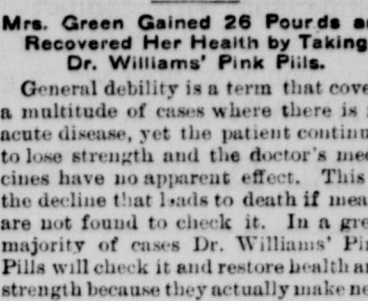 Mrs. Green Gained 26 Pounds a
Recovered Her Health by Taking
Dr. Williams' Pink Pills.
General debility is a term that cove
a multitude of cases where there is
acute disease, yet the patient continu
to lose strength and the doctor's me
cines have no apparent effect. This
the decline that leads to death if mea
are not found to check it. In a gre
majority of cases Dr. Williams' Pi
Pills will check it and restore health a
strength because they actually make ne